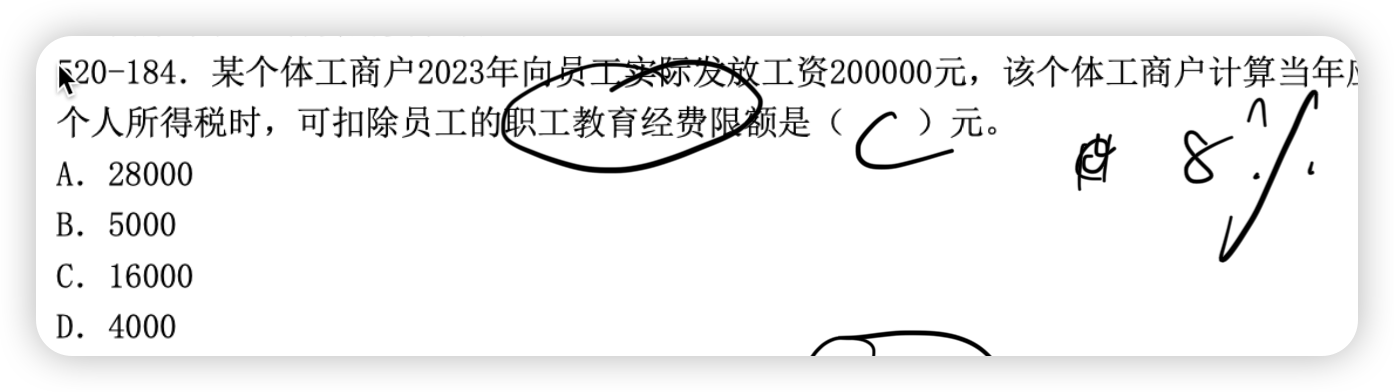 520-184. 某个体工商户2023年向员工实际发放工资200000元，该个体工商户计算当年
个人所得税时，可扣除员工的职工教育经费限额是（ C ）元。
8%
A. 28000
B. 5000
C. 16000
D. 4000